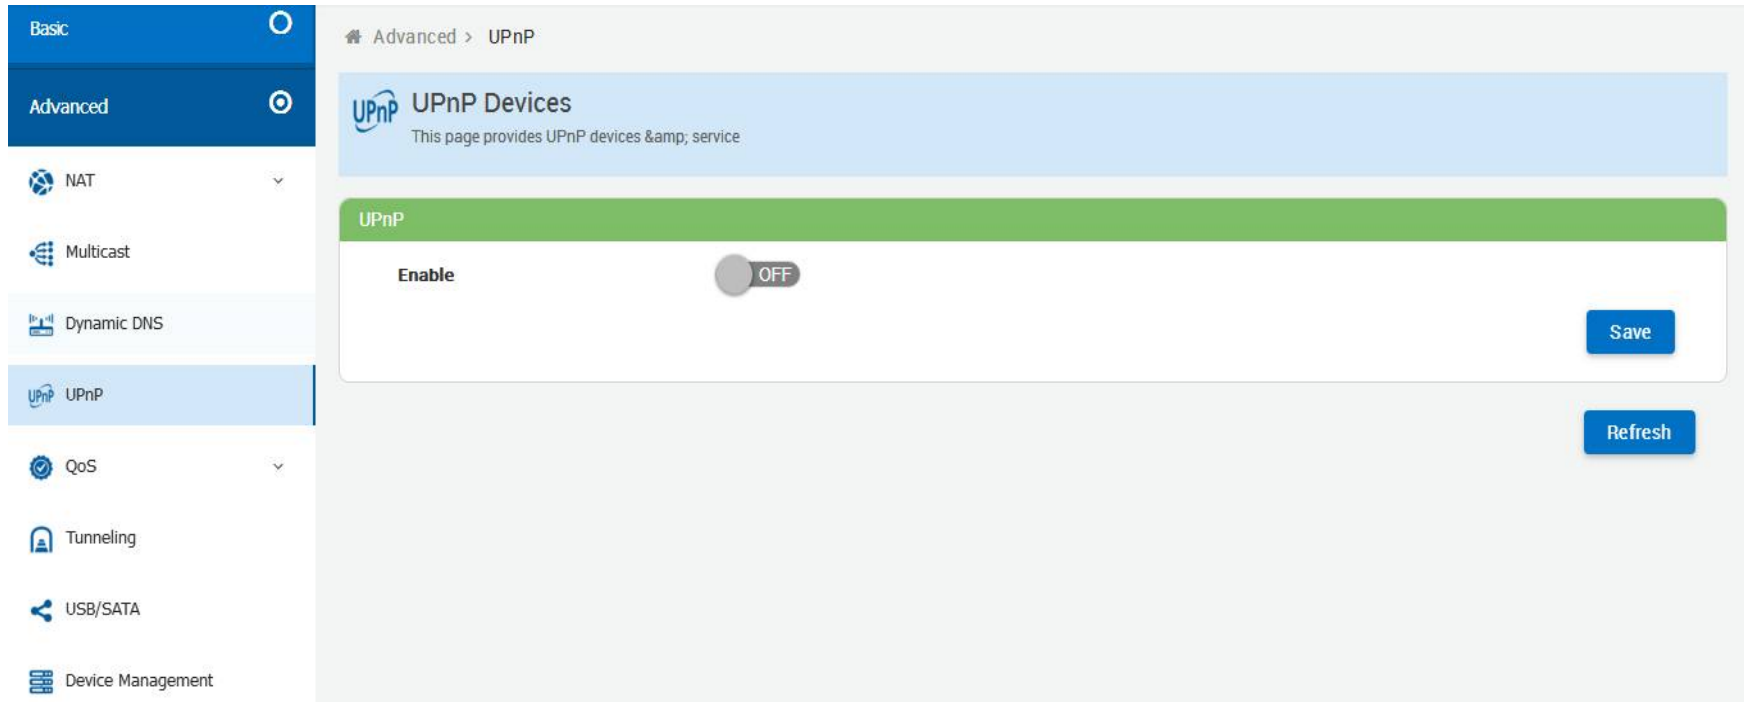 Basic
Advanced
NAT
Multicast
Dynamic DNS
UPnP UPnP
QoS
Tunneling
USB/SATA
Device Management
Advanced > UPnP
UPnP UPnP Devices
This page provides UPnP devices &amp; service
UPnP
Enable OFF
Save
Refresh